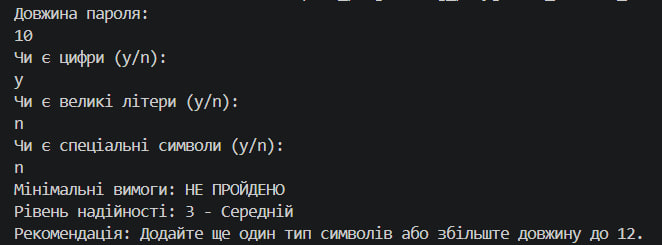 Довжина пароля:
10
Чи є цифри (y/n):
y
Чи є великі літери (y/n):
n
Чи є спеціальні символи (y/n):
n
Мінімальні вимоги: НЕ ПРОЙДЕНО
Рівень надійності: 3 - Середній
Рекомендація: Додайте ще один тип символів або збільште довжину до 12.